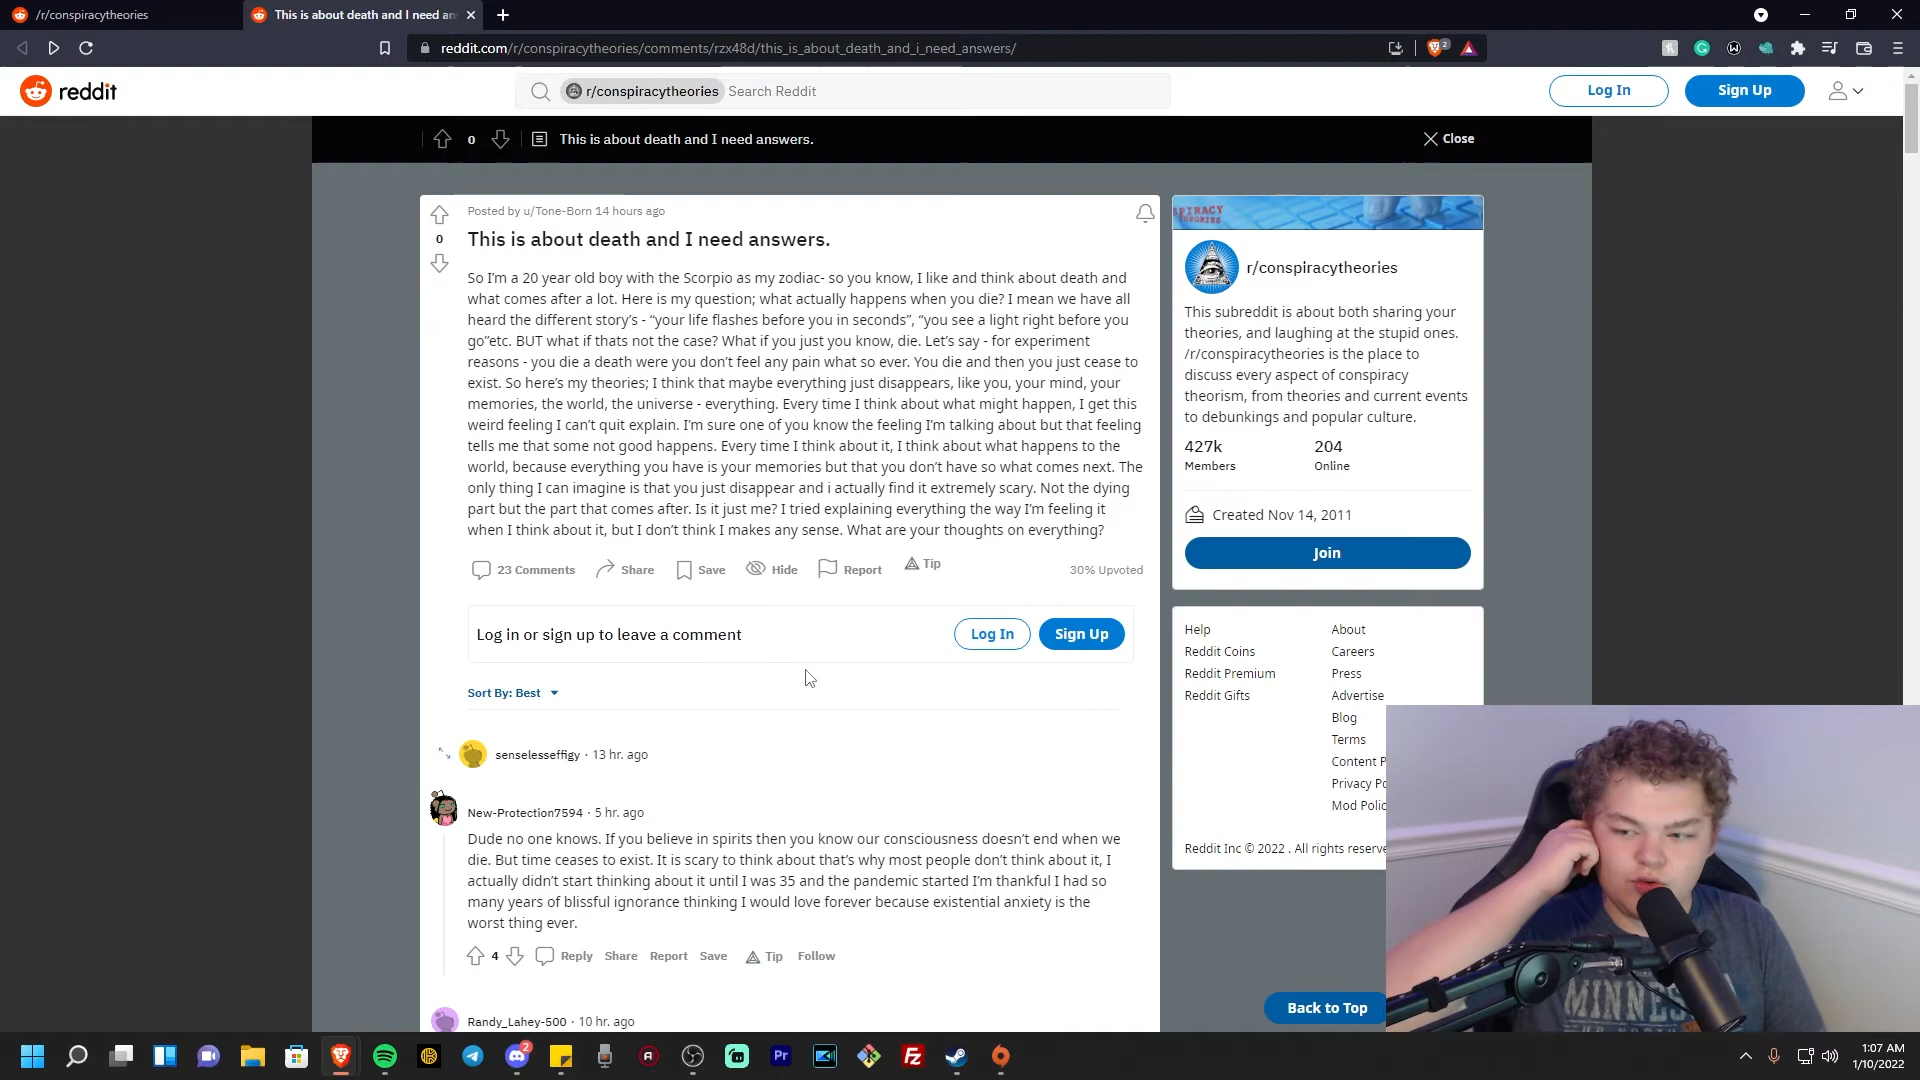 /r/conspiracytheories
This is about death and I need an
reddit.com/r/conspiracytheories/comments/rzx48d/this_is_about_death_and_i_need_answers/
2
reddit
r/conspiracytheories
Search Reddit
Log In
Sign Up
0
This is about death and I need answers.
Close
Posted by u/Tone-Born 14 hours ago
0
This is about death and I need answers.
So I’m a 20 year old boy with the Scorpio as my zodiac- so you know, I like and think about death and
what comes after a lot. Here is my question; what actually happens when you die? I mean we have all
heard the different story’s - “your life flashes before you in seconds”, “you see a light right before you
go”etc. BUT what if thats not the case? What if you just you know, die. Let’s say - for experiment
reasons - you die a death were you don’t feel any pain what so ever. You die and then you just cease to
exist. So here’s my theories; I think that maybe everything just disappears, like you, your mind, your
memories, the world, the universe - everything. Every time I think about what might happen, I get this
weird feeling I can’t quit explain. I’m sure one of you know the feeling I’m talking about but that feeling
tells me that some not good happens. Every time I think about it, I think about what happens to the
world, because everything you have is your memories but that you don’t have so what comes next. The
only thing I can imagine is that you just disappear and i actually find it extremely scary. Not the dying
part but the part that comes after. Is it just me? I tried explaining everything the way I’m feeling it
when I think about it, but I don’t think I makes any sense. What are your thoughts on everything?
23 Comments
Share
Save
Hide
Report
Tip
30% Upvoted
Log in or sign up to leave a comment
Log In
Sign Up
Sort By: Best
senselesseffigy · 13 hr. ago
New-Protection7594 · 5 hr. ago
Dude no one knows. If you believe in spirits then you know our consciousness doesn’t end when we
die. But time ceases to exist. It is scary to think about that’s why most people don’t think about it, I
actually didn’t start thinking about it until I was 35 and the pandemic started I’m thankful I had so
many years of blissful ignorance thinking I would love forever because existential anxiety is the
worst thing ever.
4
Reply
Share
Report
Save
Tip
Follow
Randy_Lahey-500 · 10 hr. ago
PIRACY
r/conspiracytheories
This subreddit is about both sharing your
theories, and laughing at the stupid ones.
/r/conspiracytheories is the place to
discuss every aspect of conspiracy
theorism, from theories and current events
to debunkings and popular culture.
427k
204
Members
Online
Created Nov 14, 2011
Join
Help
About
Reddit Coins
Careers
Reddit Premium
Press
Reddit Gifts
Advertise
Blog
Terms
Content P
Privacy Po
Mod Polic
Reddit Inc © 2022 . All rights reserve
Back to Top
MINNES
2
Pr
1:07 AM
1/10/2022